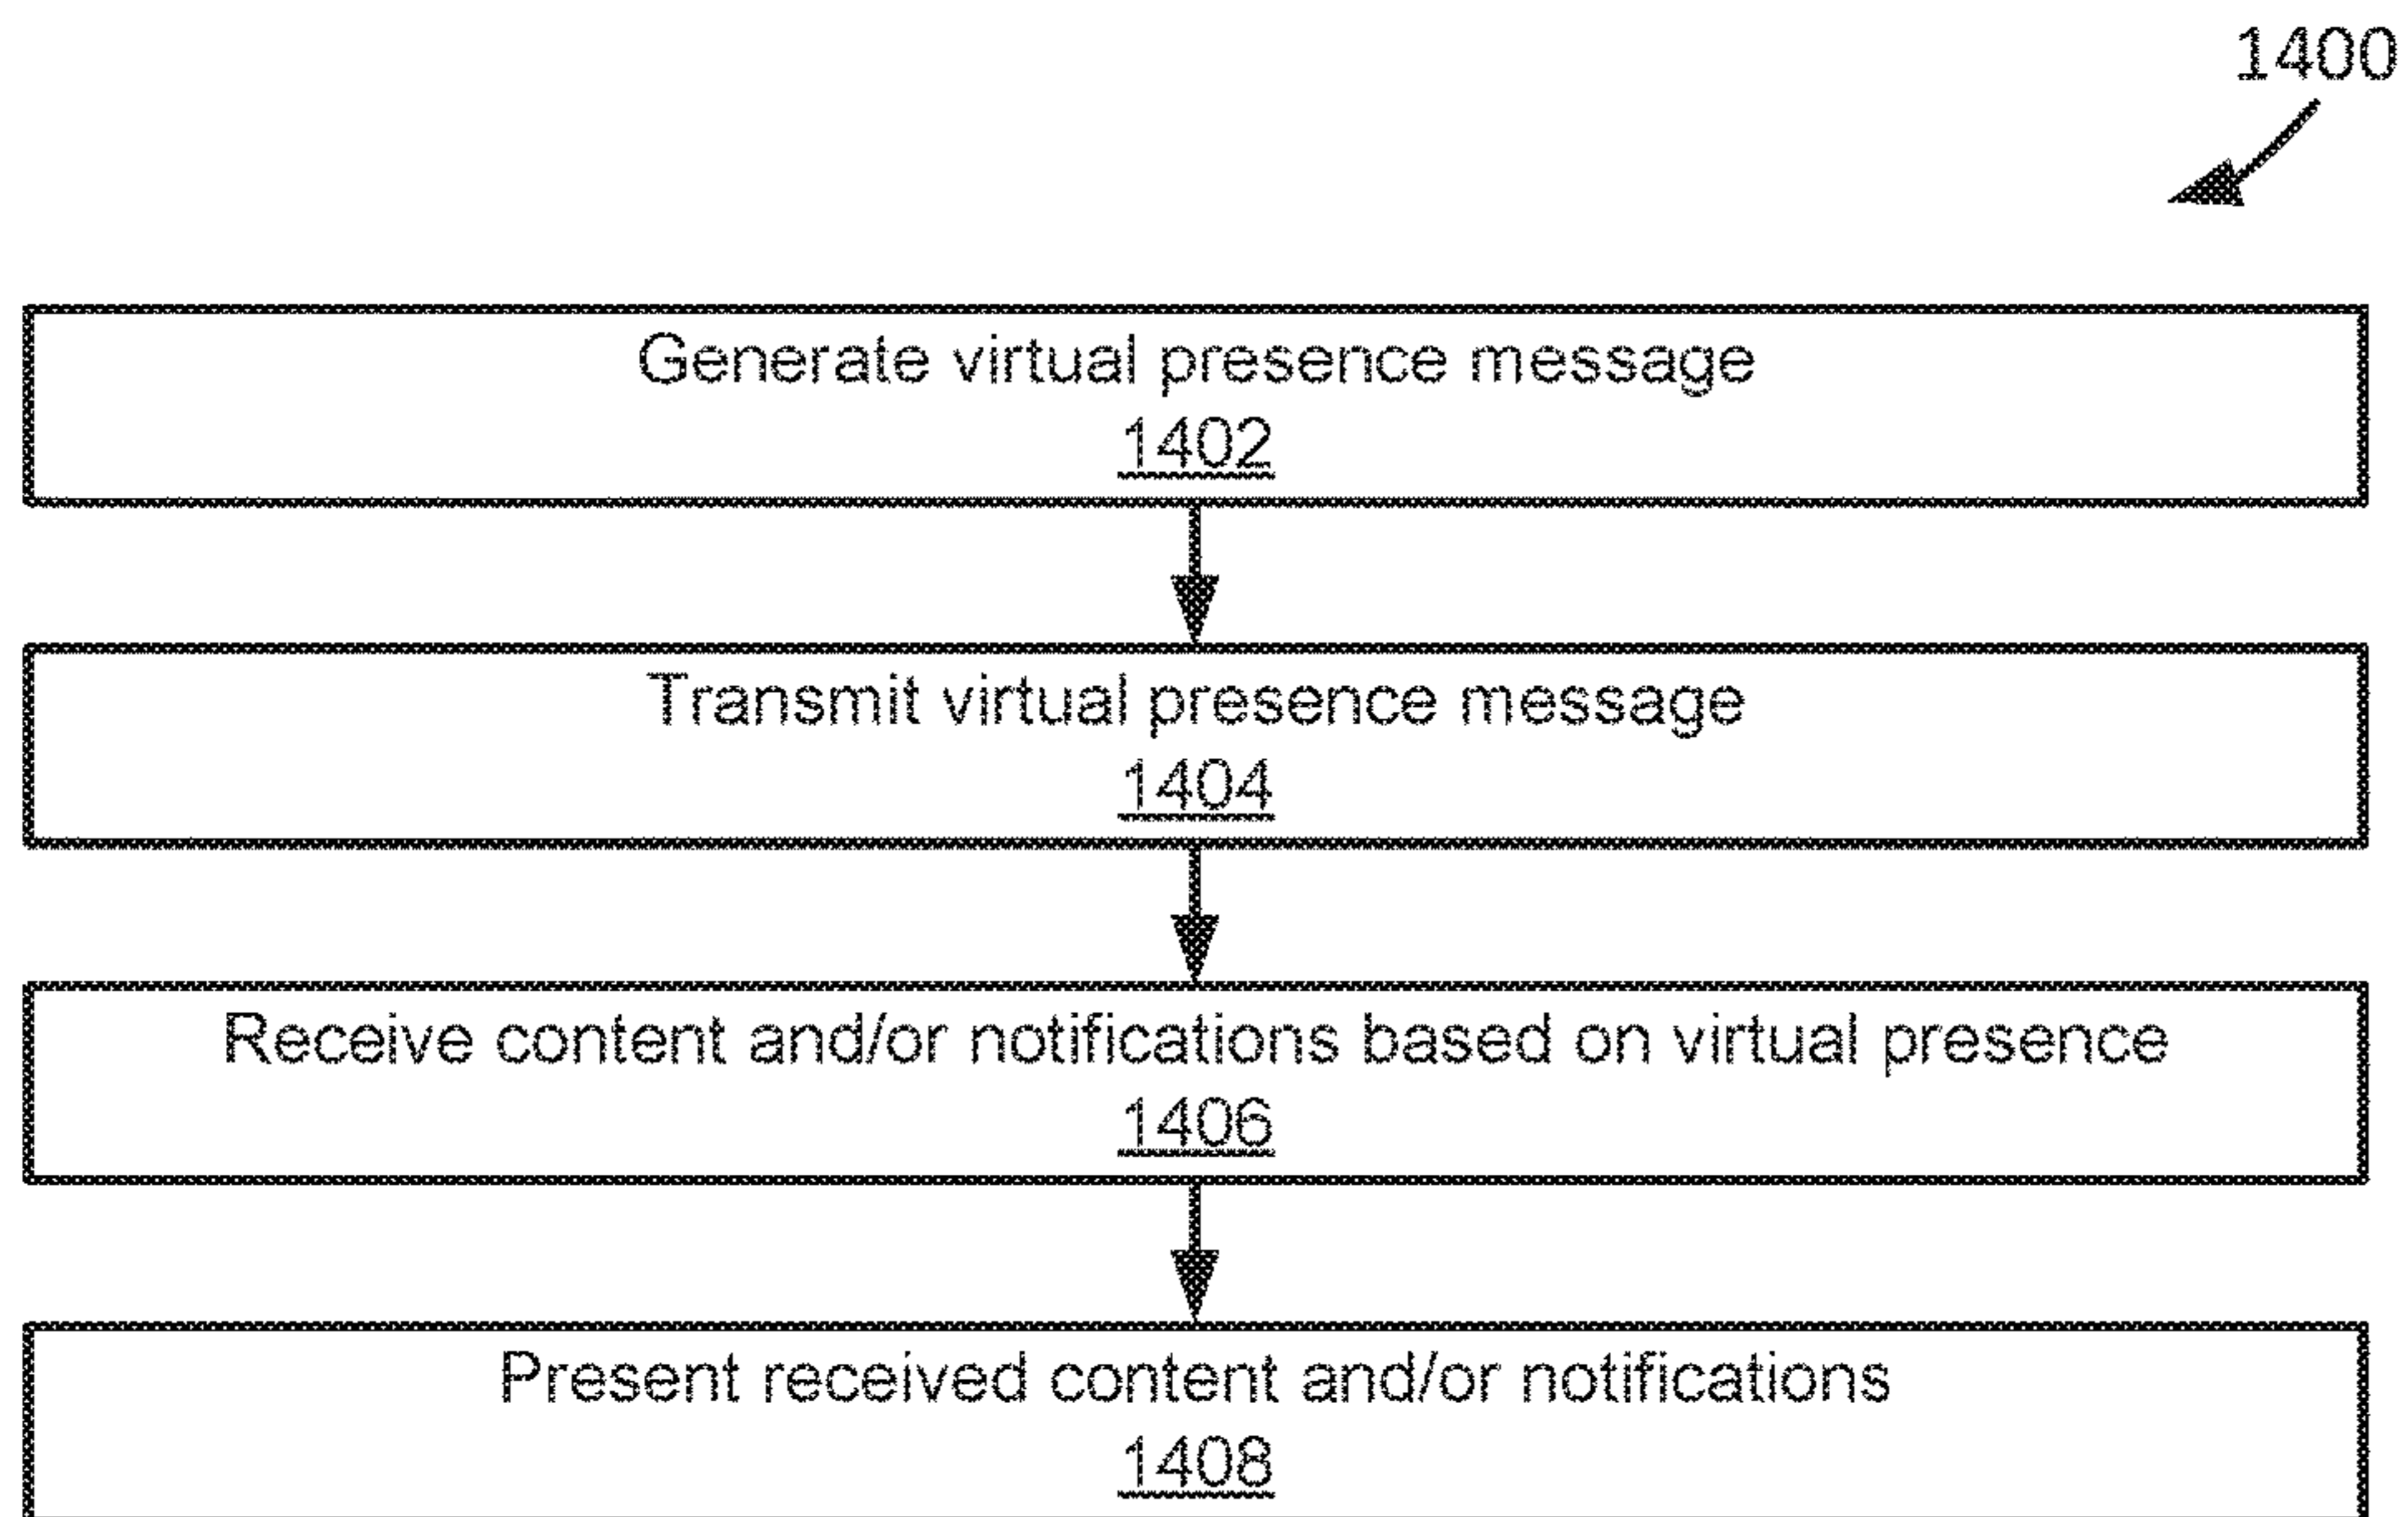 1400
Generate virtual presence message
1402
Transmit virtual presence message
1404
Receive content and/or notifications based on virtual presence
1406
Present received content and/or notifications
1408